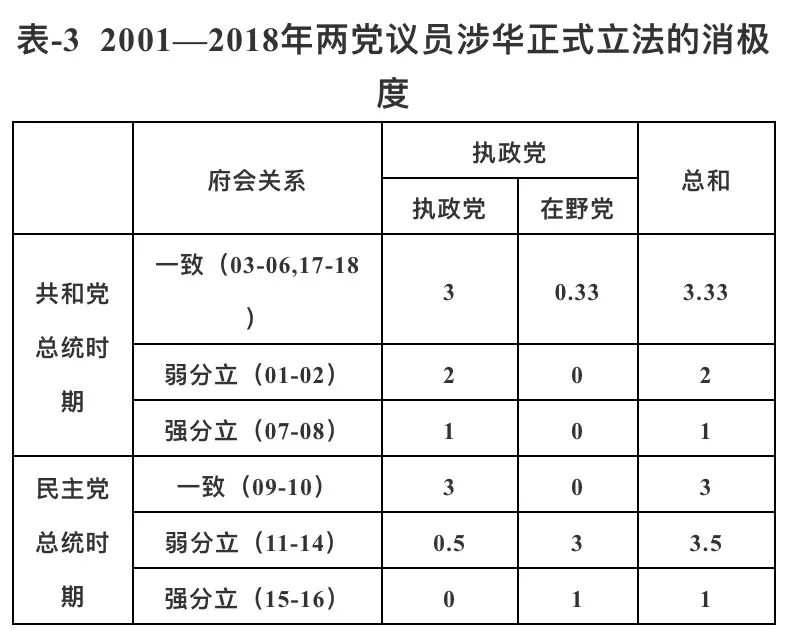 表-3 2001—2018年两党议员涉华正式立法的消极
度
府会关系
执政党
总和
执政党
在野党
共和党
总统时
期
一致（03-06,17-18
）
3
0.33
3.33
弱分立（01-02）
2
0
2
强分立（07-08）
1
0
1
民主党
总统时
期
一致（09-10）
3
0
3
弱分立（11-14）
0.5
3
3.5
强分立（15-16）
0
1
1